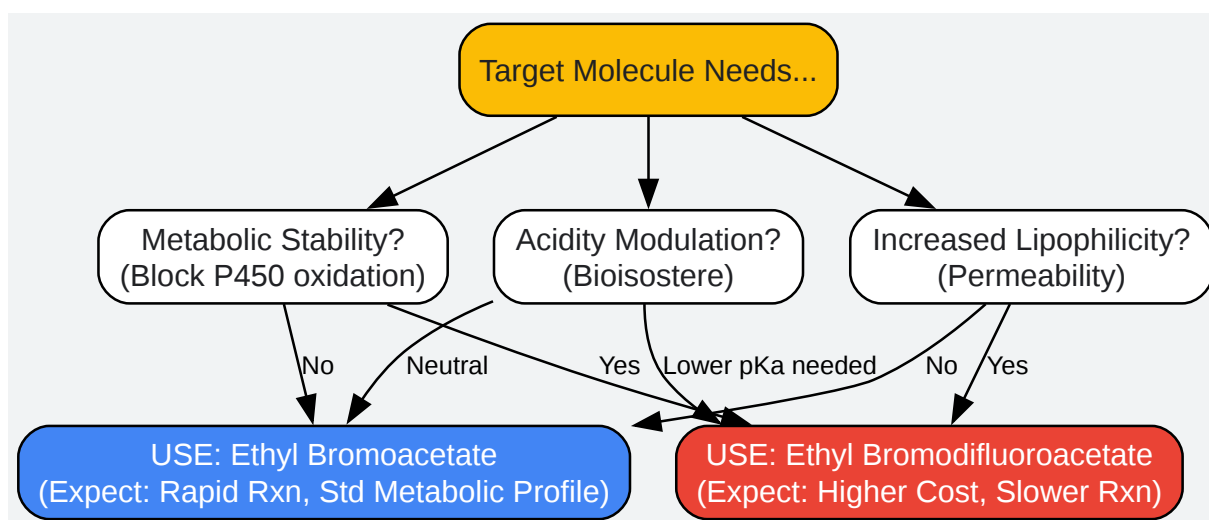 Target Molecule Needs...
Metabolic Stability?
(Block P450 oxidation)
Acidity Modulation?
(Bioisostere)
Increased Lipophilicity?
(Permeability)
No
Neutral
Yes
Lower pKa needed
No
Yes
USE: Ethyl Bromoacetate
(Expect: Rapid Rxn, Std Metabolic Profile)
USE: Ethyl Bromodifluoroacetate
(Expect: Higher Cost, Slower Rxn)